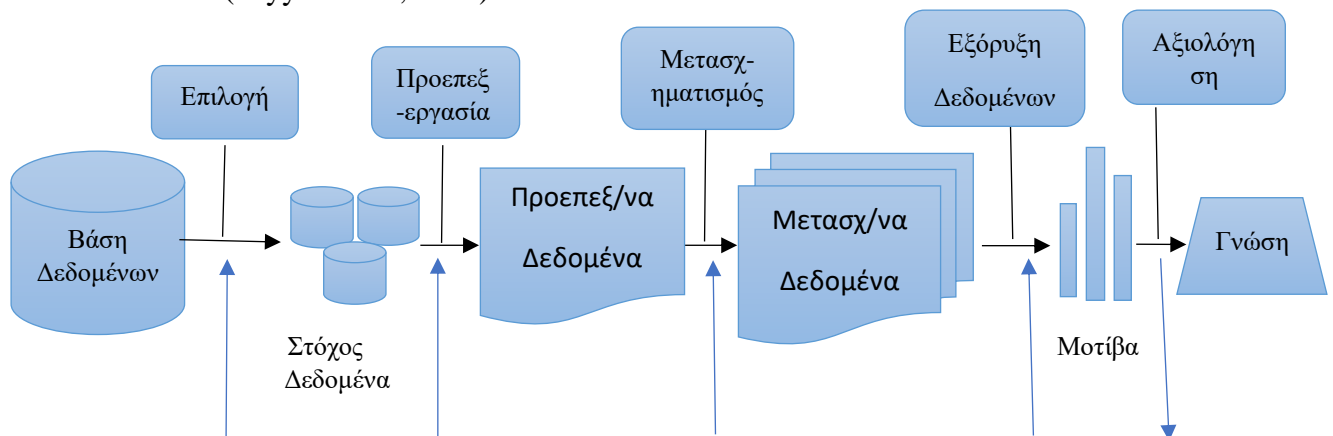 Επιλογή
Προεπεξ
-εργασία
Μετασχ-
ηματισμός
Εξόρυξη
Δεδομένων
Αξιολόγη
ση
Βάση
Δεδομένων
Στόχος
Δεδομένα
Προεπεξ/να
Δεδομένα
Μετασχ/να
Δεδομένα
Μοτίβα
Γνώση